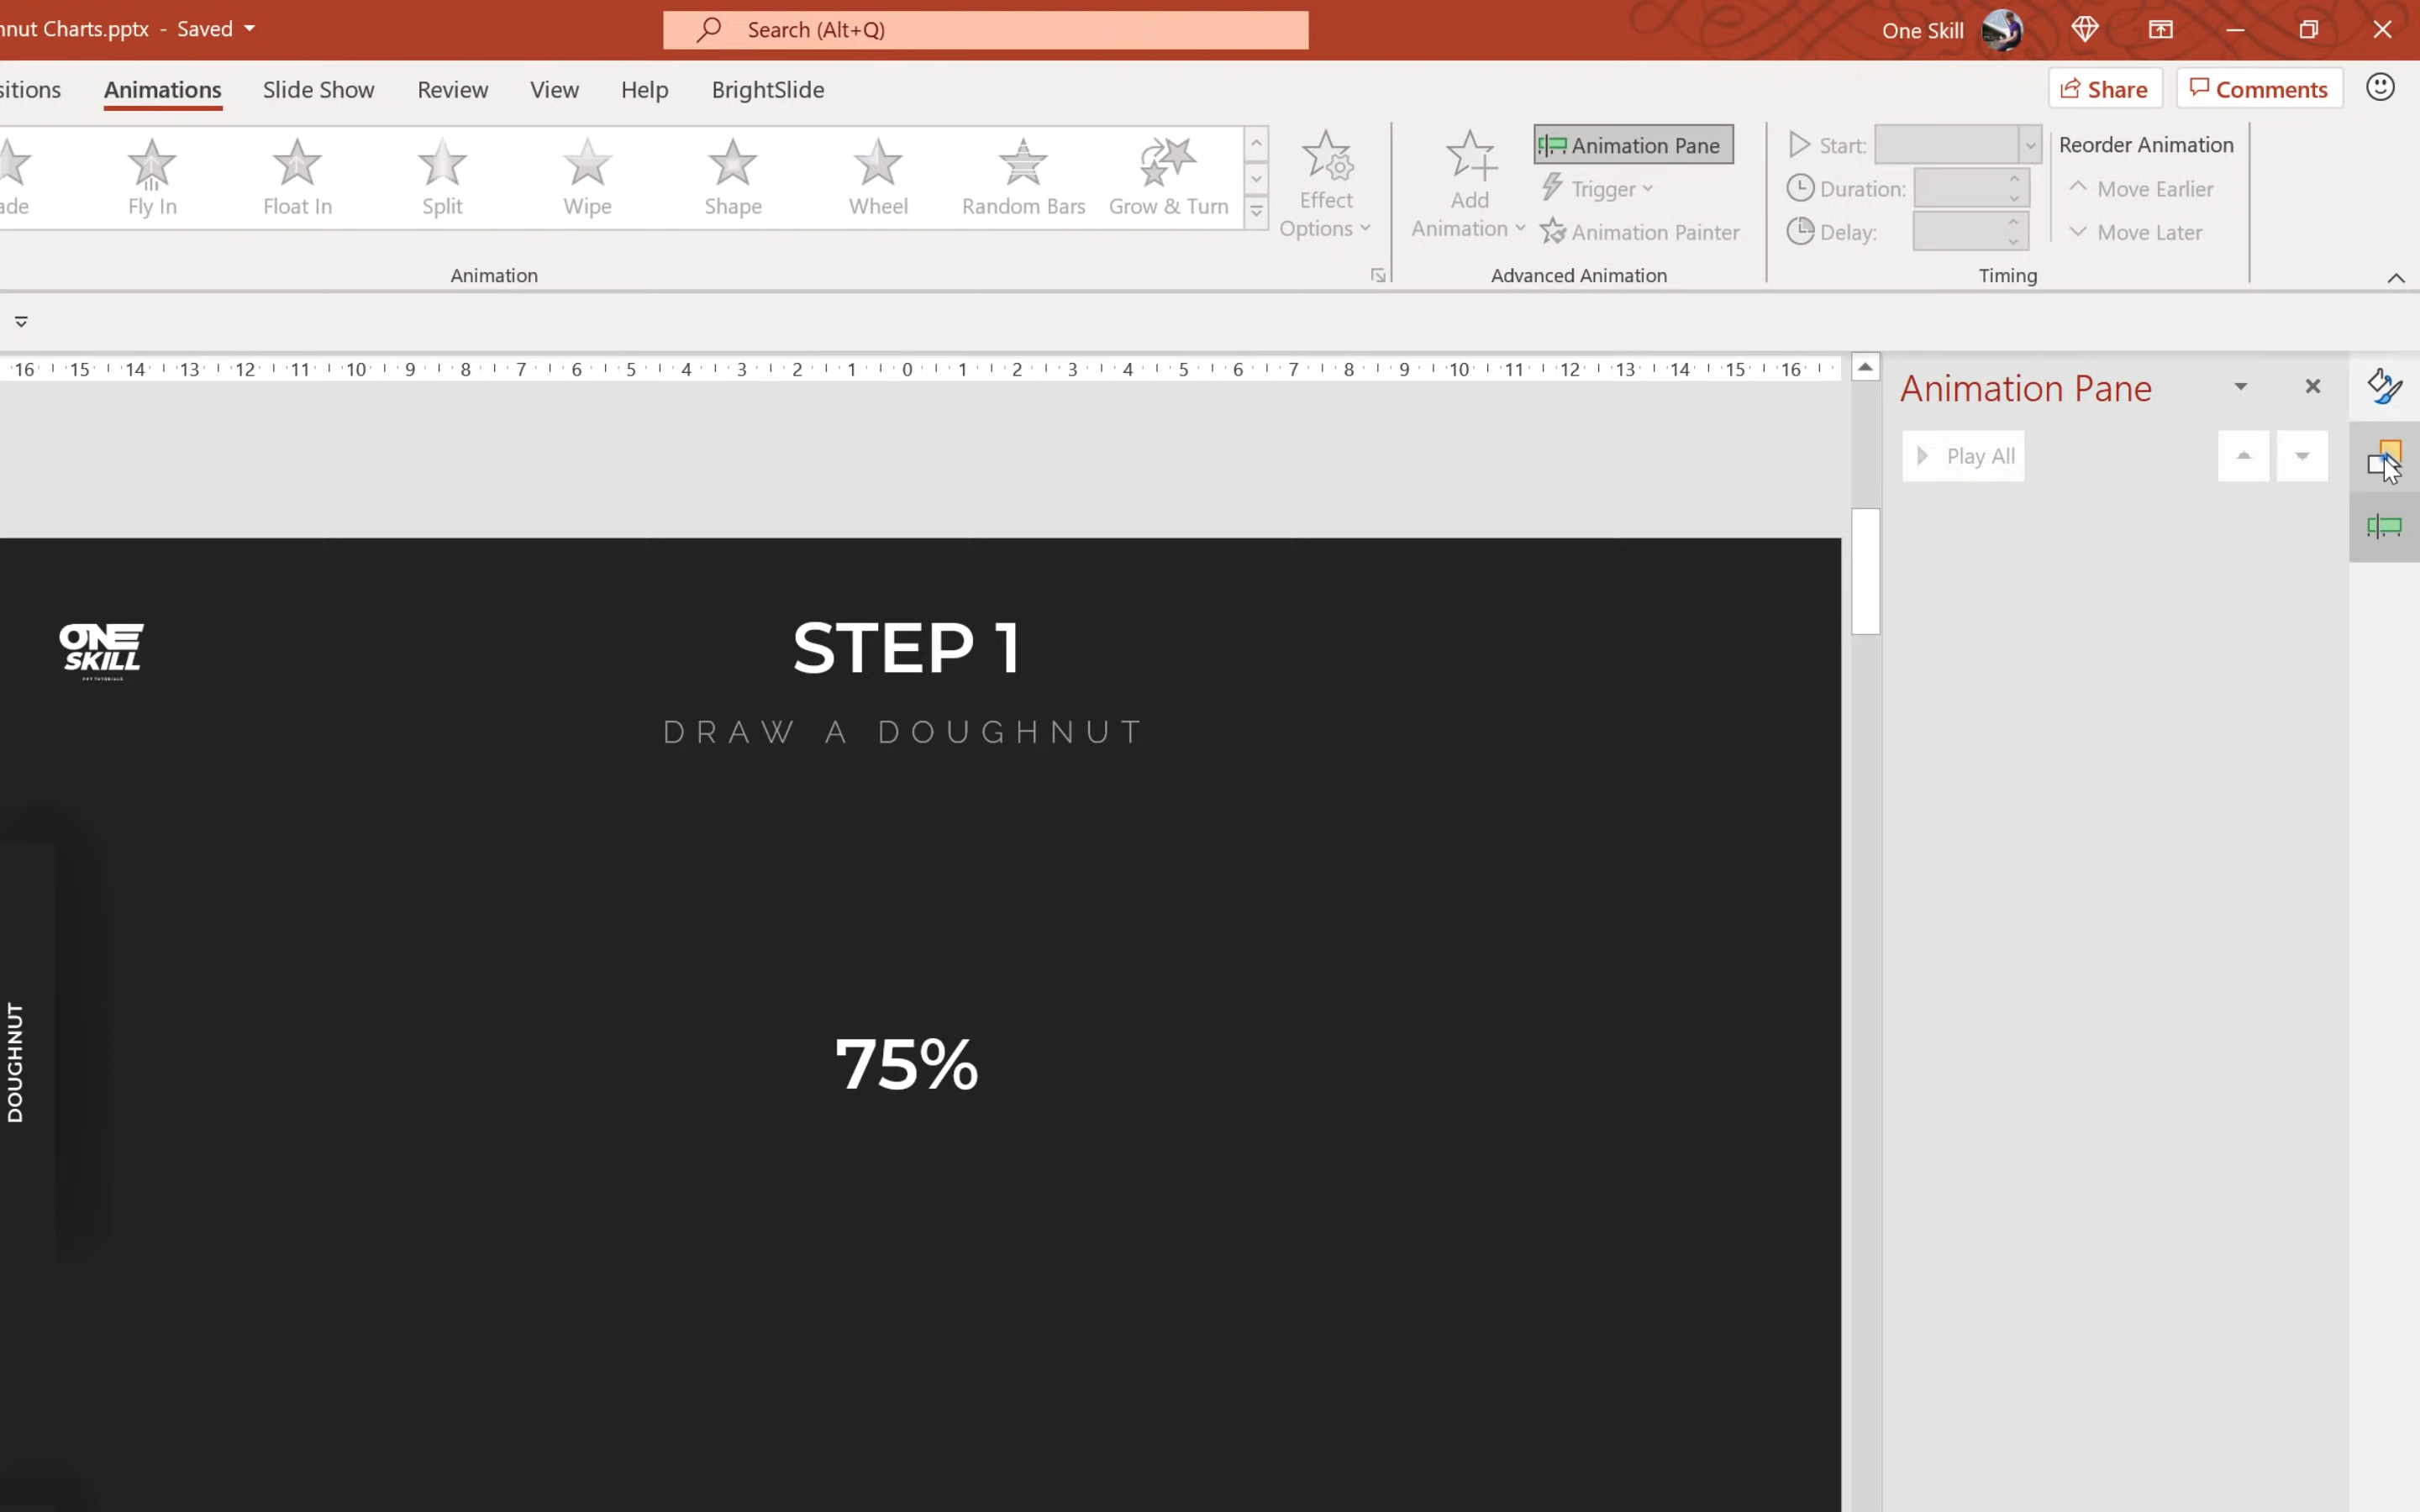 nnut Charts.pptx - Saved
Search (Alt+Q)
One Skill
sitions Animations Slide Show Review View Help BrightSlide
Share Comments
ade Fly In Float In Split Wipe Shape Wheel Random Bars Grow & Turn
Effect Options
Add Animation
Animation Pane
Trigger
Animation Painter
Start:
Duration:
Delay:
Reorder Animation
Move Earlier
Move Later
Animation Advanced Animation Timing
16 15 14 13 12 11 10 9 8 7 6 5 4 3 2 1 0 1 2 3 4 5 6 7 8 9 10 11 12 13 14 15 16
Animation Pane
Play All
ONE
SKILL
PPT TUTORIALS
STEP 1
DRAW A DOUGHNUT
DOUGHNUT
75%